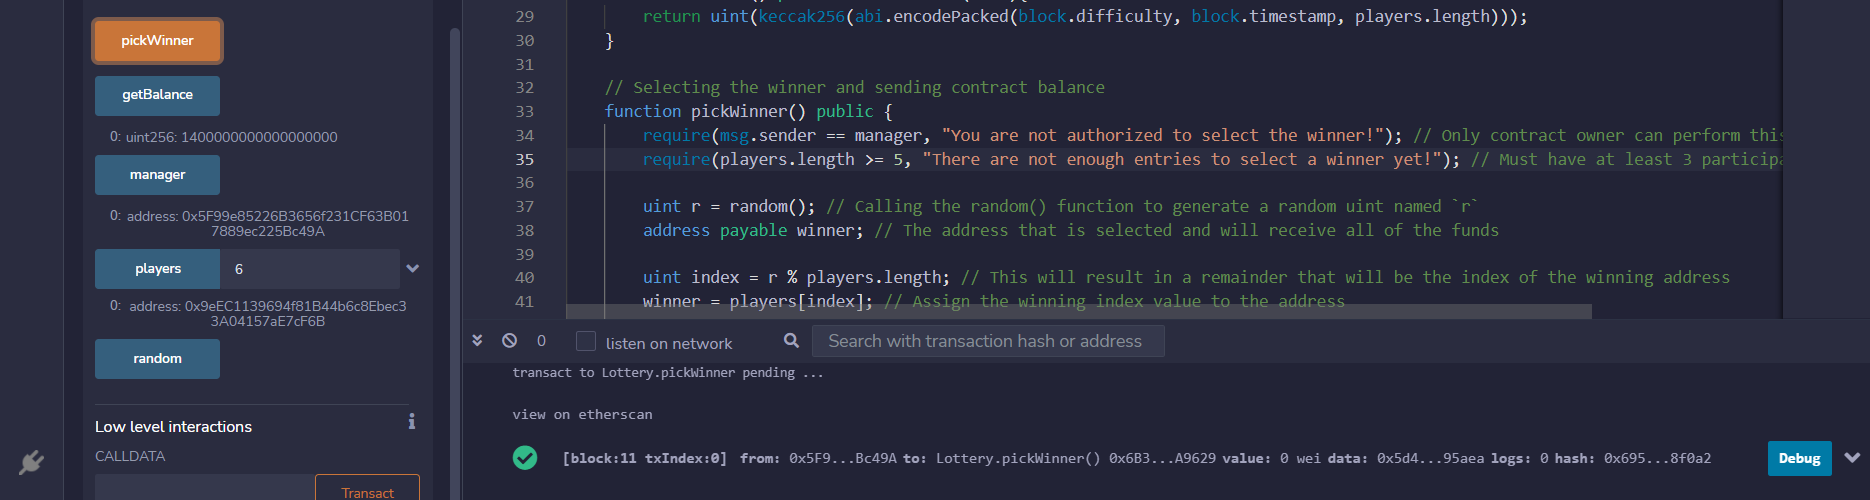 pickWinner
getBalance
0: uint256: 1400000000000000000
manager
0: address: 0x5F99e85226B3656f231CF63B01
7889ec225Bc49A
players 6
0: address: 0x9eEC1139694f81B44b6c8Ebec3
3A04157aE7cF6B
random
Low level interactions
i
CALLDATA
Transact
29 return uint(keccak256(abi.encodePacked(block.difficulty, block.timestamp, players.length)));
30 }
31
32 // Selecting the winner and sending contract balance
33 function pickWinner() public {
34 require(msg.sender == manager, "You are not authorized to select the winner!"); // Only contract owner can perform this
35 require(players.length >= 5, "There are not enough entries to select a winner yet!"); // Must have at least 3 participa
36
37 uint r = random(); // Calling the random() function to generate a random uint named `r`
38 address payable winner; // The address that is selected and will receive all of the funds
39
40 uint index = r % players.length; // This will result in a remainder that will be the index of the winning address
41 winner = players[index]; // Assign the winning index value to the address
0 listen on network Search with transaction hash or address
transact to Lottery.pickWinner pending ...
view on etherscan
[block:11 txIndex:0] from: 0x5F9...Bc49A to: Lottery.pickWinner() 0x6B3...A9629 value: 0 wei data: 0x5d4...95aea logs: 0 hash: 0x695...8f0a2 Debug